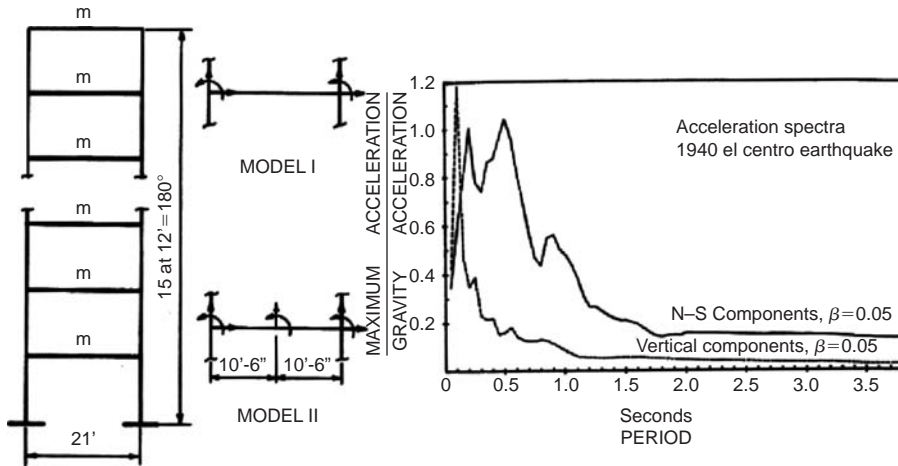 m
m
m
m
m
m
15 at 12'=180°
21'
MODEL I
10'-6"
10'-6"
MODEL II
MAXIMUM ACCELERATION
GRAVITY ACCELERATION
1.2
1.0
0.8
0.6
0.4
0.2
Acceleration spectra
1940 el centro earthquake
N–S Components, β=0.05
Vertical components, β=0.05
0 0.5 1.0 1.5 2.0 2.5 3.0 3.5
Seconds
PERIOD